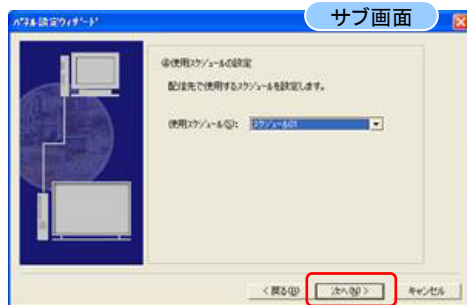 パネル設定ウィザード
サブ画面
④使用スケジュールの設定
配信先で使用するスケジュールを設定します。
使用スケジュール(S):
スケジュール01
< 戻る(B)
次へ(N) >
キャンセル